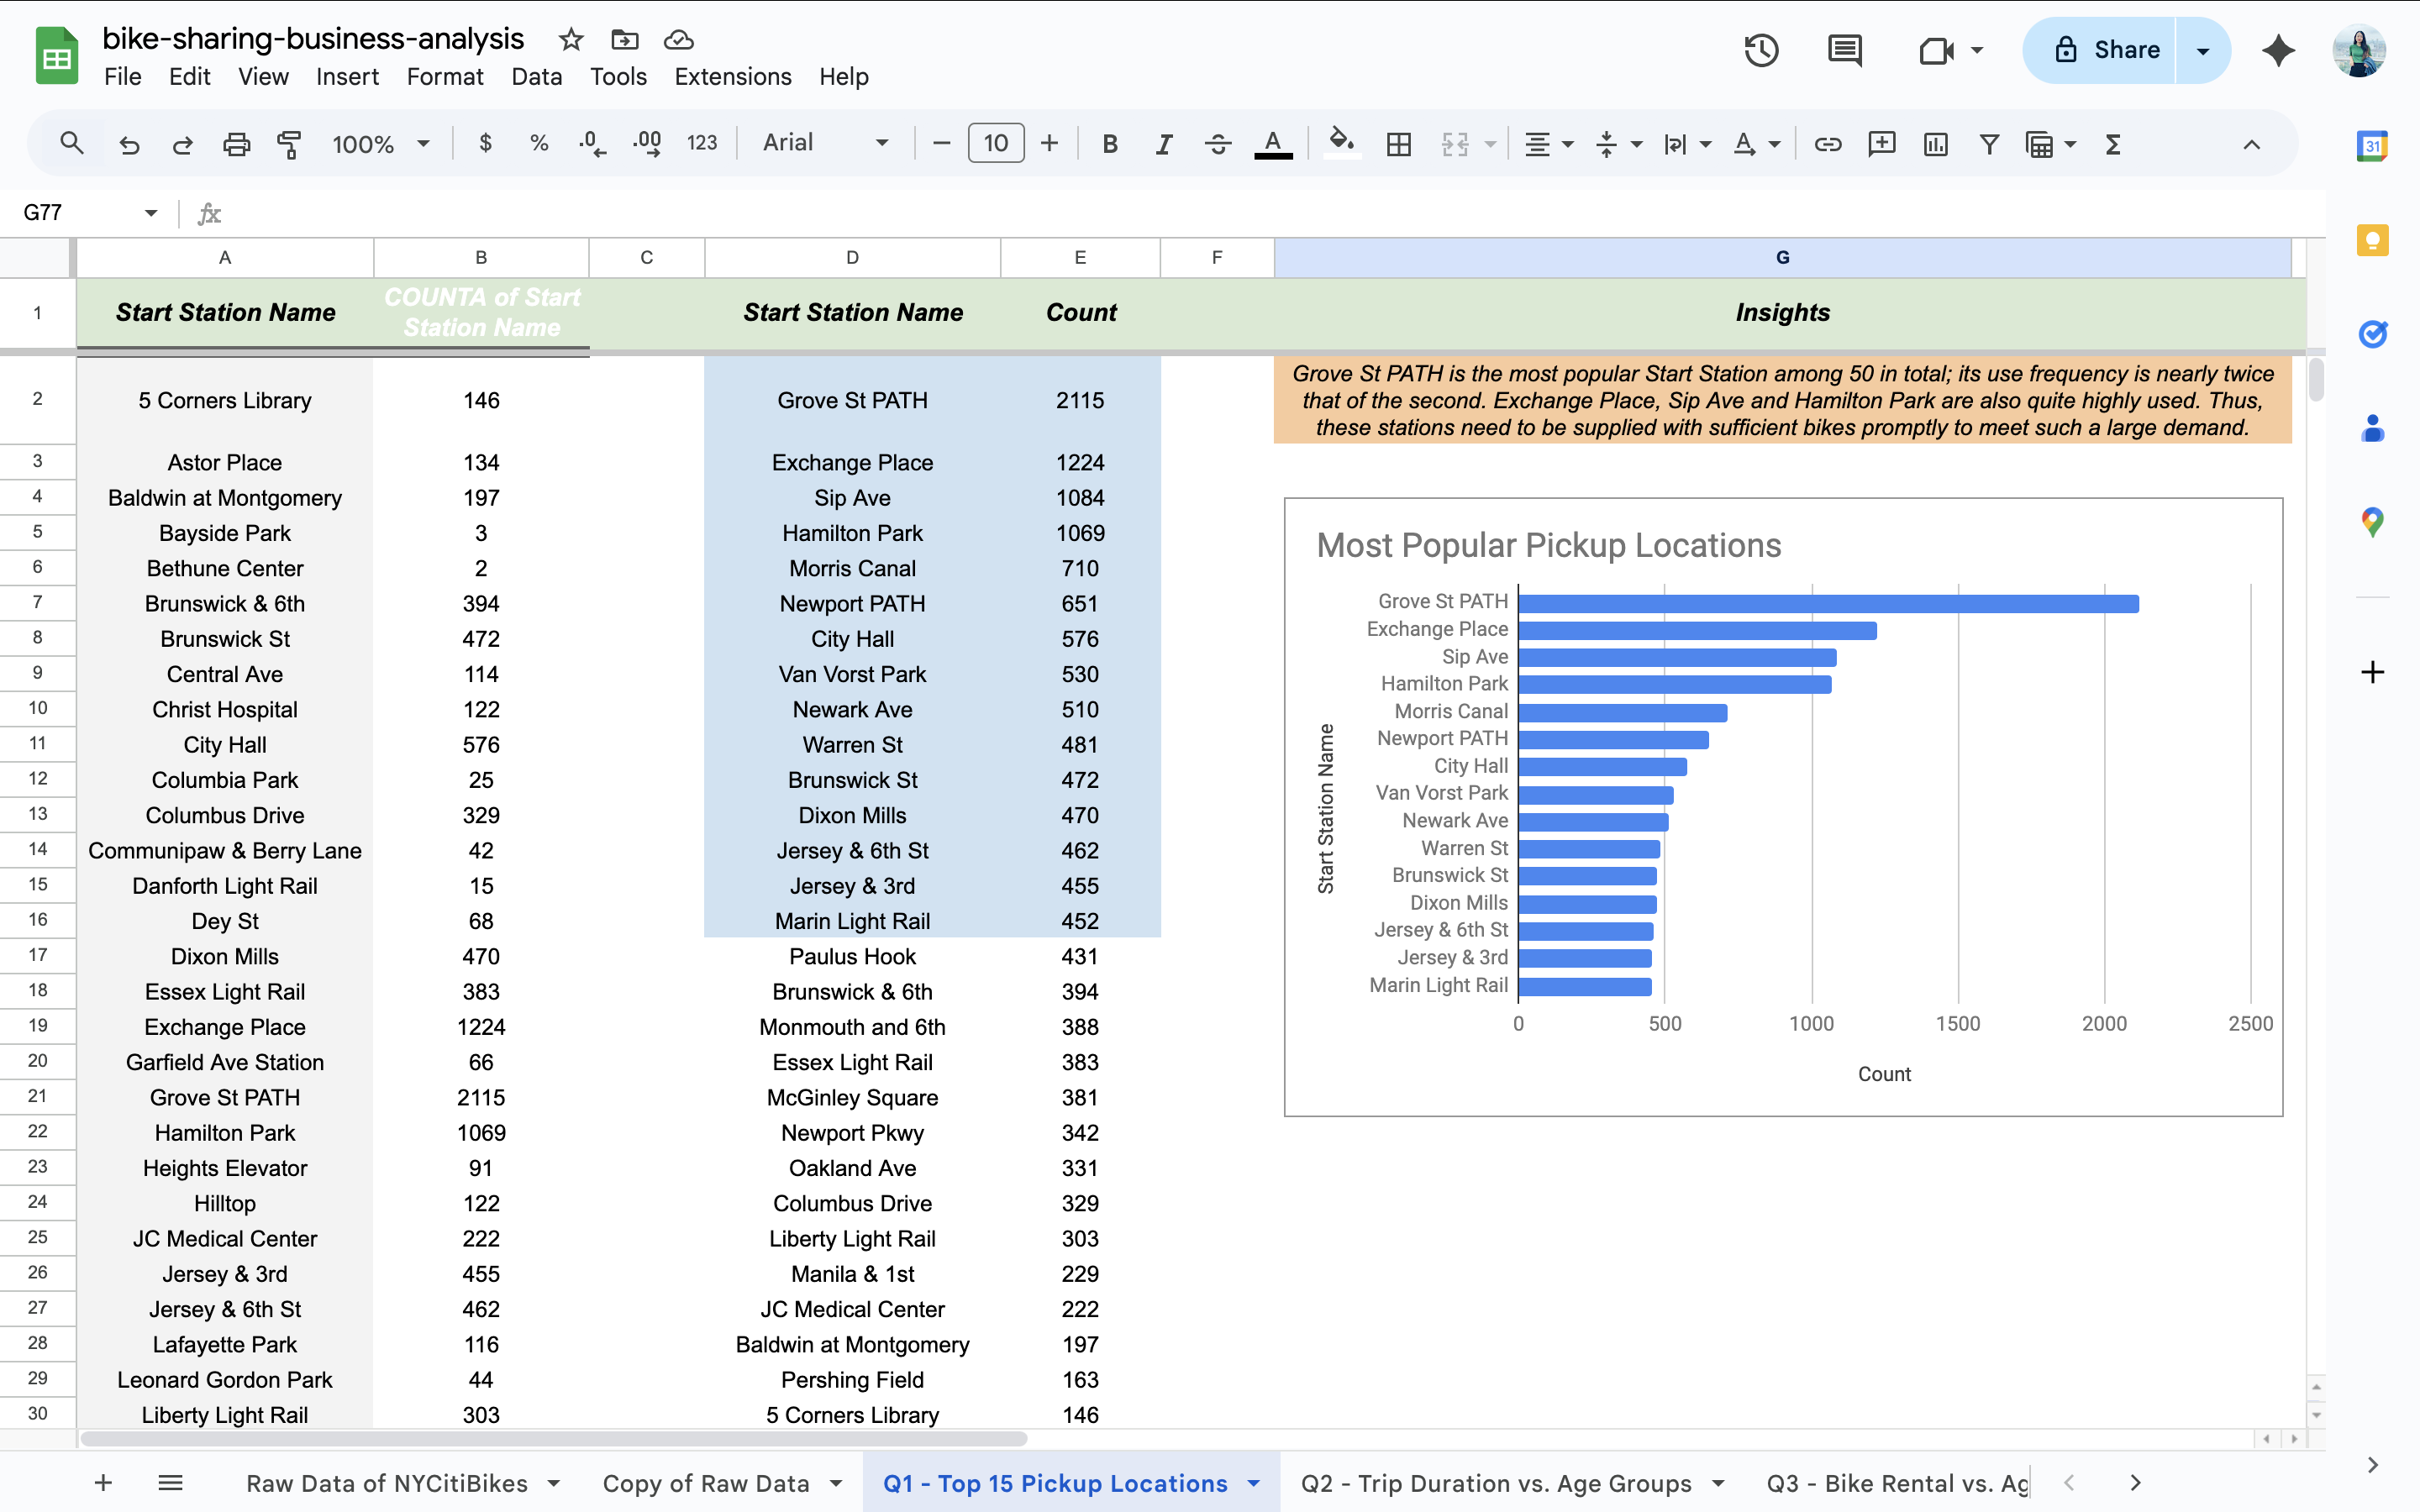 bike-sharing-business-analysis
File Edit View Insert Format Data Tools Extensions Help
Share
100% $ % .0 .00 123 Arial 10 B I S A A Σ
31
G77 fx
A B C D E F G
1 Start Station Name COUNTA of Start Station Name Start Station Name Count Insights
2 5 Corners Library 146 Grove St PATH 2115
Grove St PATH is the most popular Start Station among 50 in total; its use frequency is nearly twice
that of the second. Exchange Place, Sip Ave and Hamilton Park are also quite highly used. Thus,
these stations need to be supplied with sufficient bikes promptly to meet such a large demand.
3 Astor Place 134 Exchange Place 1224
4 Baldwin at Montgomery 197 Sip Ave 1084
5 Bayside Park 3 Hamilton Park 1069
6 Bethune Center 2 Morris Canal 710
7 Brunswick & 6th 394 Newport PATH 651
8 Brunswick St 472 City Hall 576
9 Central Ave 114 Van Vorst Park 530
10 Christ Hospital 122 Newark Ave 510
11 City Hall 576 Warren St 481
12 Columbia Park 25 Brunswick St 472
13 Columbus Drive 329 Dixon Mills 470
14 Communipaw & Berry Lane 42 Jersey & 6th St 462
15 Danforth Light Rail 15 Jersey & 3rd 455
16 Dey St 68 Marin Light Rail 452
17 Dixon Mills 470 Paulus Hook 431
18 Essex Light Rail 383 Brunswick & 6th 394
19 Exchange Place 1224 Monmouth and 6th 388
20 Garfield Ave Station 66 Essex Light Rail 383
21 Grove St PATH 2115 McGinley Square 381
22 Hamilton Park 1069 Newport Pkwy 342
23 Heights Elevator 91 Oakland Ave 331
24 Hilltop 122 Columbus Drive 329
25 JC Medical Center 222 Liberty Light Rail 303
26 Jersey & 3rd 455 Manila & 1st 229
27 Jersey & 6th St 462 JC Medical Center 222
28 Lafayette Park 116 Baldwin at Montgomery 197
29 Leonard Gordon Park 44 Pershing Field 163
30 Liberty Light Rail 303 5 Corners Library 146
Most Popular Pickup Locations
Start Station Name
Grove St PATH
Exchange Place
Sip Ave
Hamilton Park
Morris Canal
Newport PATH
City Hall
Van Vorst Park
Newark Ave
Warren St
Brunswick St
Dixon Mills
Jersey & 6th St
Jersey & 3rd
Marin Light Rail
0 500 1000 1500 2000 2500
Count
Raw Data of NYCitiBikes Copy of Raw Data Q1 - Top 15 Pickup Locations Q2 - Trip Duration vs. Age Groups Q3 - Bike Rental vs. Ag